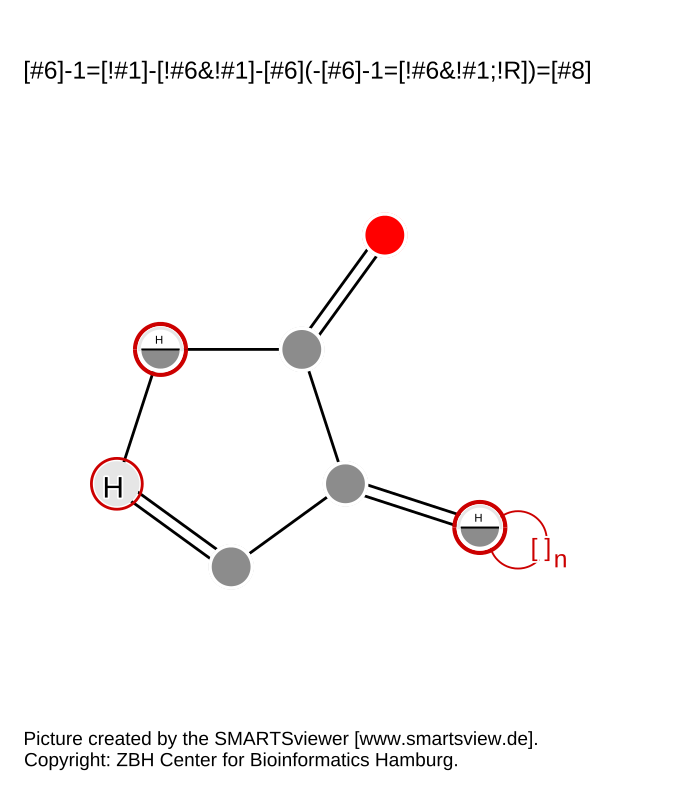 [#6]-1=[!#1]-[!#6&!#1]-[#6](-[#6]-1=[!#6&!#1;!R])=[#8]
H
H
H
[ ]n
Picture created by the SMARTSviewer [www.smartsview.de].
Copyright: ZBH Center for Bioinformatics Hamburg.